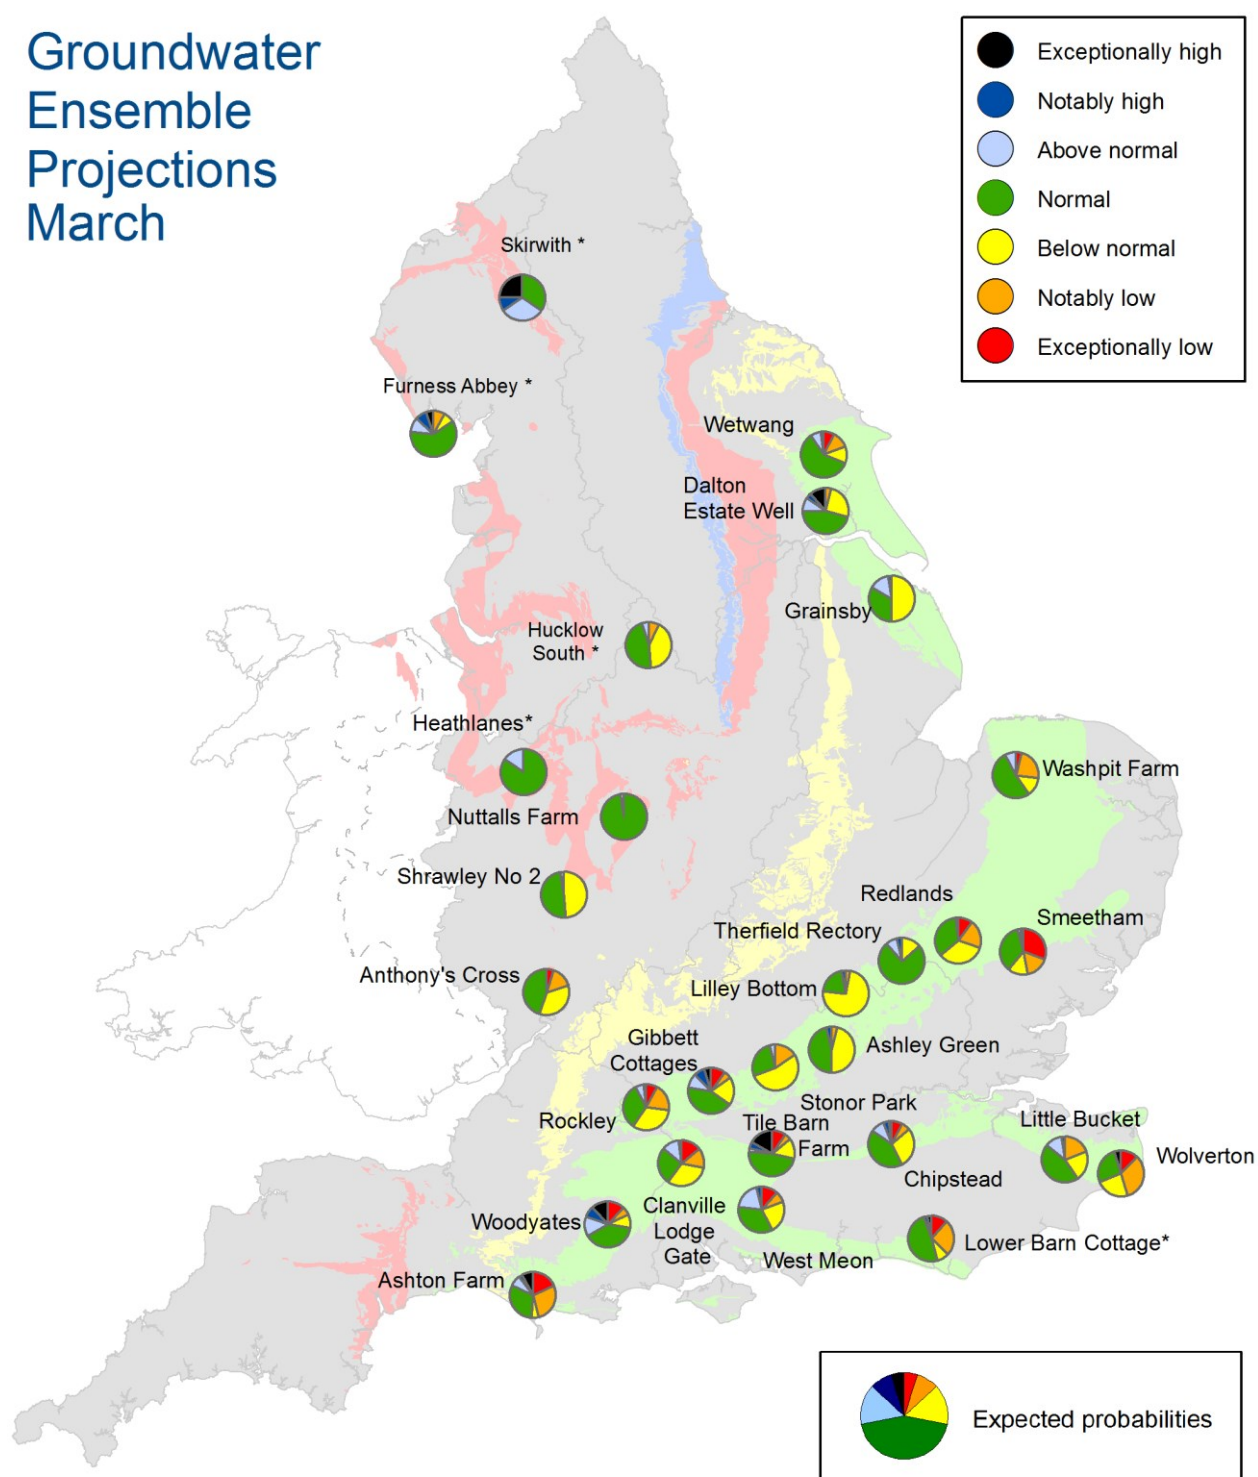 Groundwater
Ensemble
Projections
March
Exceptionally high
Notably high
Above normal
Normal
Below normal
Notably low
Exceptionally low
Skirwith *
Furness Abbey *
Wetwang
Dalton
Estate Well
Grainsby
Hucklow
South *
Heathlanes*
Washpit Farm
Nuttalls Farm
Shrawley No 2
Redlands
Smeetham
Therfield Rectory
Anthony's Cross
Lilley Bottom
Gibbett
Cottages
Ashley Green
Stonor Park
Rockley
Tile Barn
Farm
Little Bucket
Wolverton
Chipstead
Clanville
Lodge
Gate
Woodyates
West Meon
Lower Barn Cottage*
Ashton Farm
Expected probabilities